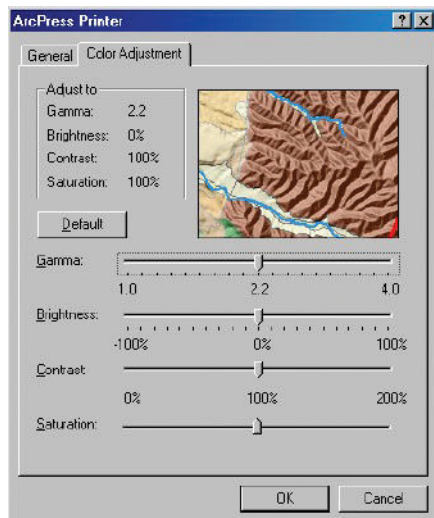 ArcPress Printer
General
Color Adjustment
Adjust to
Gamma: 2.2
Brightness: 0%
Contrast: 100%
Saturation: 100%
Default
Gamma:
1.0 2.2 4.0
Brightness:
-100% 0% 100%
Contrast
0% 100% 200%
Saturation:
OK
Cancel